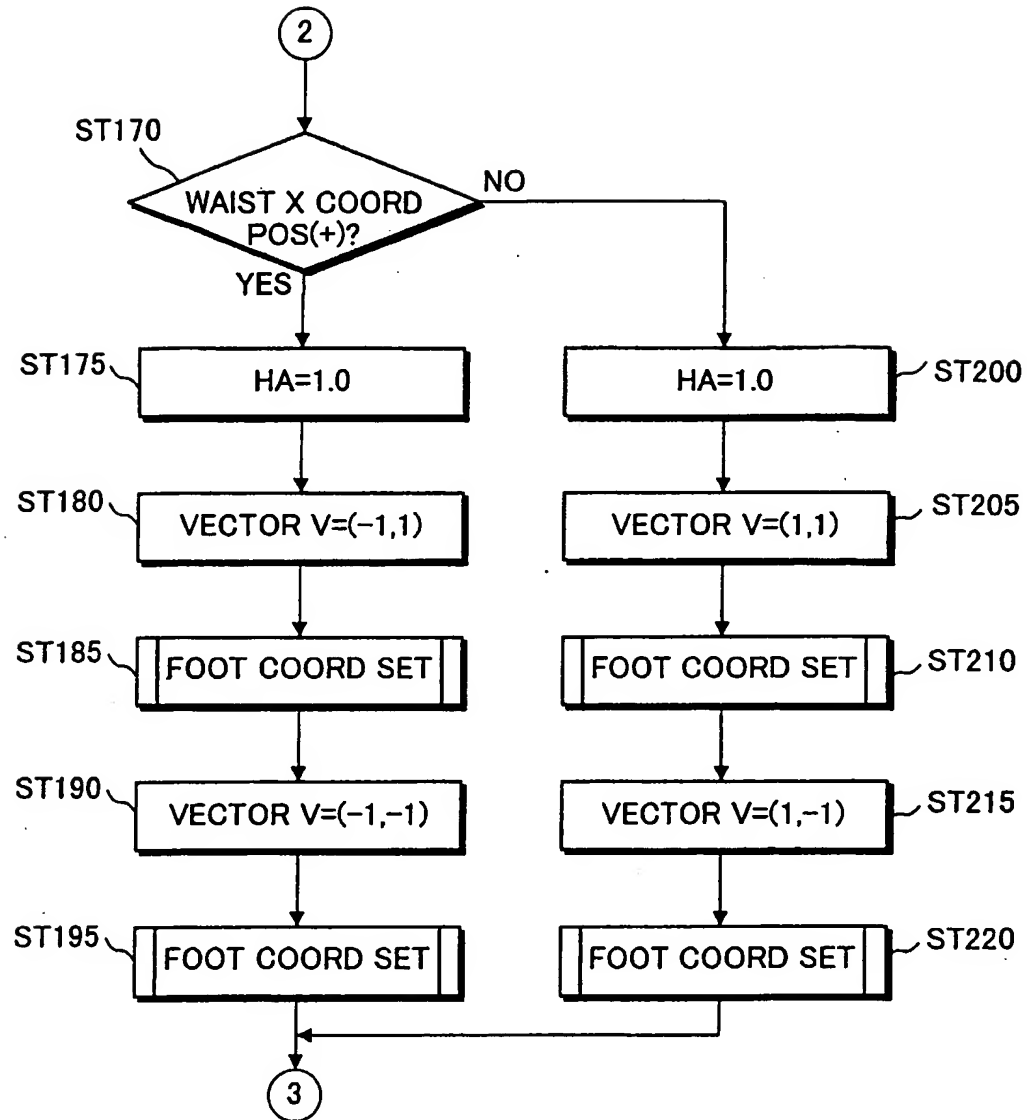 2
ST170
WAIST X COORD
POS(+)?
NO
YES
ST175
HA=1.0
HA=1.0
ST200
ST180
VECTOR V=(-1,1)
VECTOR V=(1,1)
ST205
ST185
FOOT COORD SET
FOOT COORD SET
ST210
ST190
VECTOR V=(-1,-1)
VECTOR V=(1,-1)
ST215
ST195
FOOT COORD SET
FOOT COORD SET
ST220
3